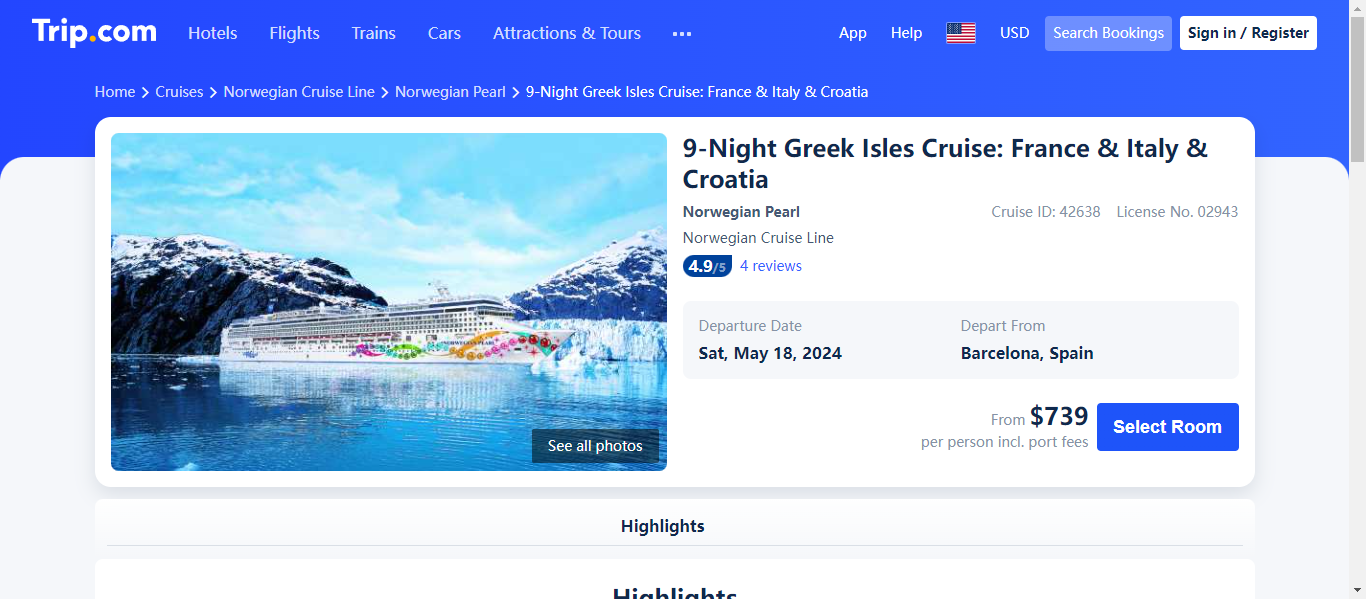 Trip.com Hotels Flights Trains Cars Attractions & Tours ••• App Help USD Search Bookings Sign in / Register
Home > Cruises > Norwegian Cruise Line > Norwegian Pearl > 9-Night Greek Isles Cruise: France & Italy & Croatia
9-Night Greek Isles Cruise: France & Italy &
Croatia
Norwegian Pearl Cruise ID: 42638 License No. 02943
Norwegian Cruise Line
4.9/5 4 reviews
Departure Date Depart From
Sat, May 18, 2024 Barcelona, Spain
NORWEGIAN PEARL
From $739
per person incl. port fees
Select Room
See all photos
Highlights
Highlights